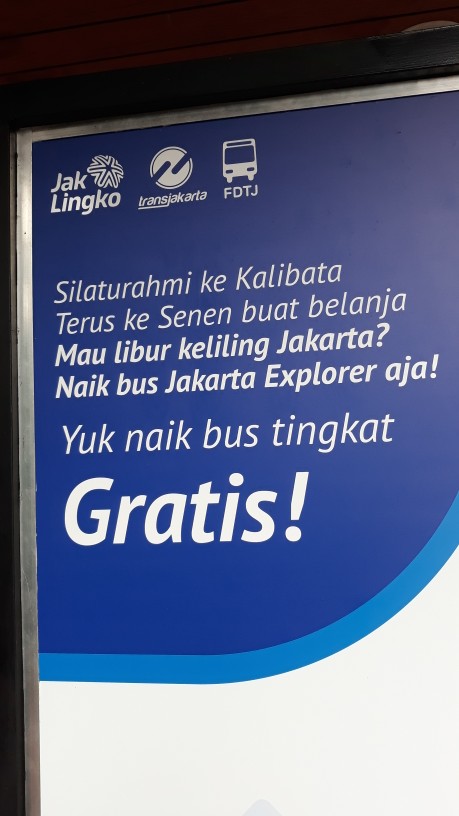 Jak
Lingko
transjakarta
FDTJ
Silaturahmi ke Kalibata
Terus ke Senen buat belanja
Mau libur keliling Jakarta?
Naik bus Jakarta Explorer aja!
Yuk naik bus tingkat
Gratis!